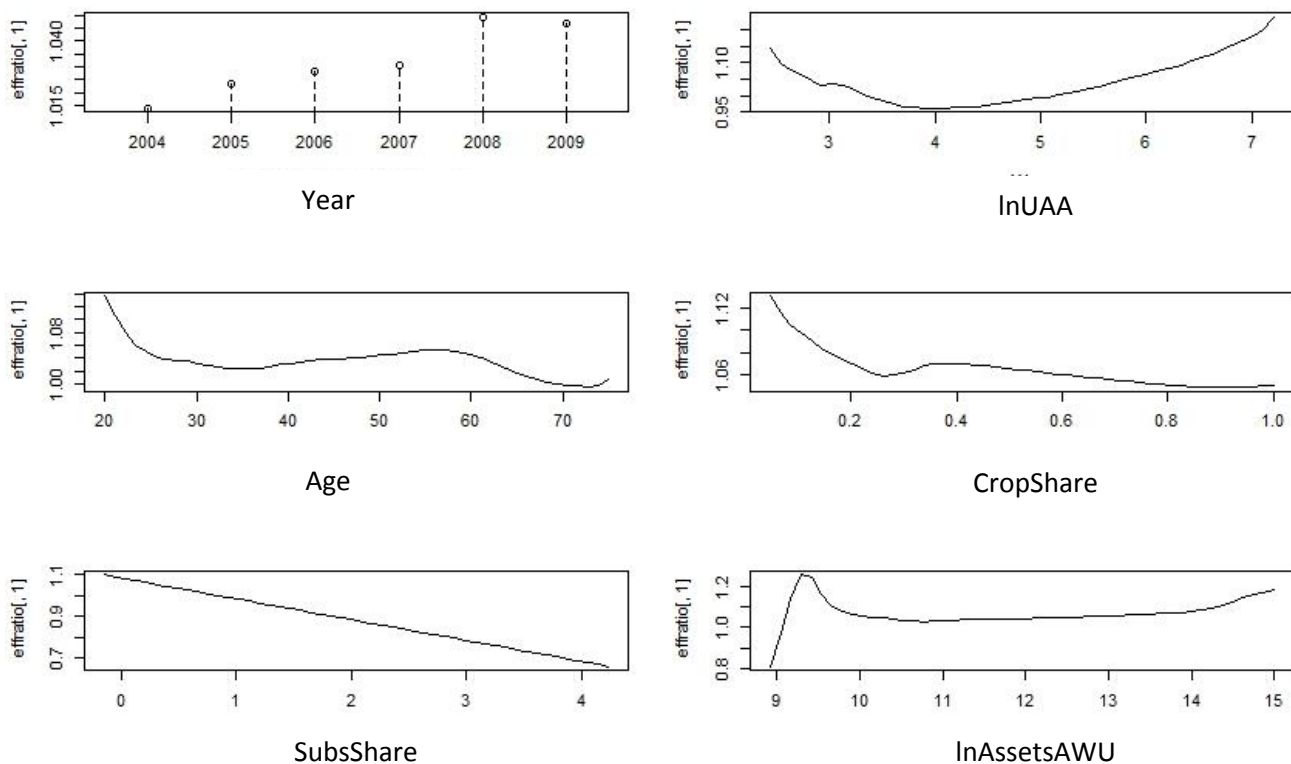 effratio[, 1]
1.040
1.015
2004 2005 2006 2007 2008 2009
Year
effratio[, 1]
1.10
0.95
3 4 5 6 7
lnUAA
effratio[, 1]
1.08
1.00
20 30 40 50 60 70
Age
effratio[, 1]
1.12
1.06
0.2 0.4 0.6 0.8 1.0
CropShare
effratio[, 1]
1.1
0.9
0.7
0 1 2 3 4
SubsShare
effratio[, 1]
1.2
1.0
0.8
9 10 11 12 13 14 15
lnAssetsAWU